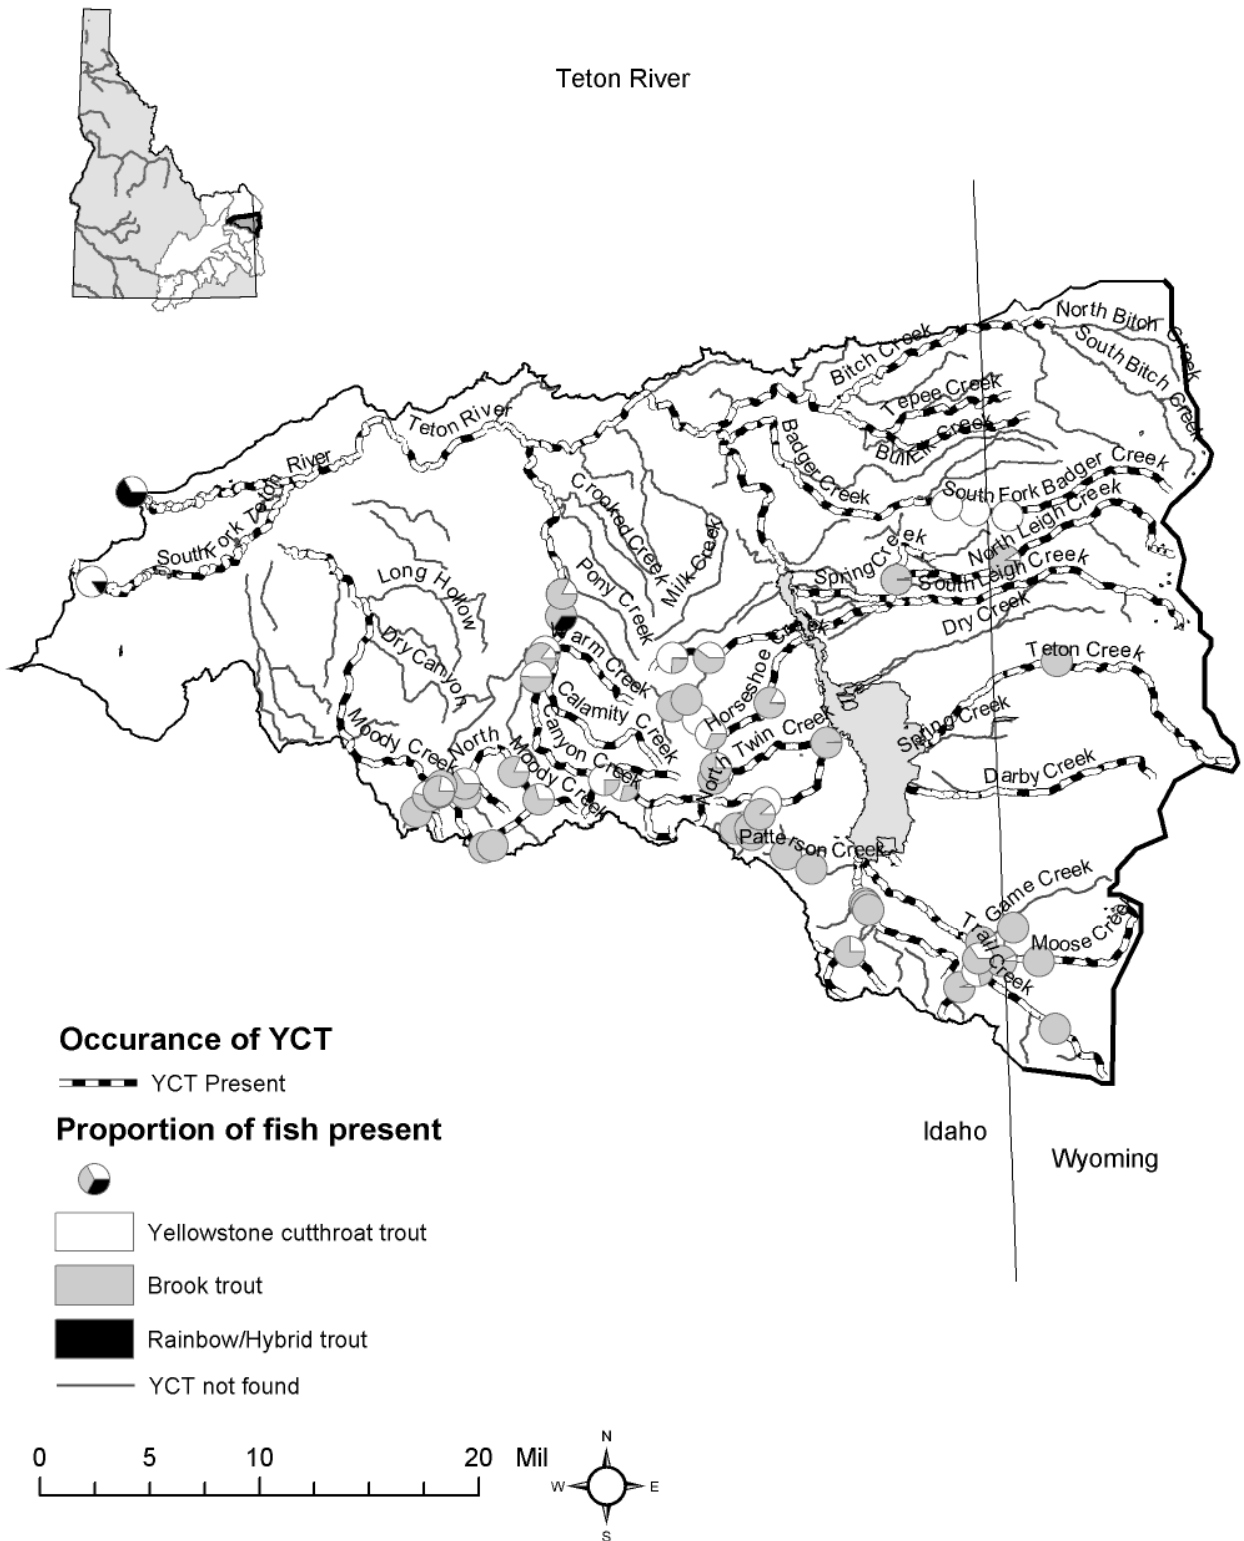 Teton River
North Bitch Creek
South Bitch Creek
Bitch Creek
Tepee Creek
Bull Elk Creek
Badger Creek
South Fork Badger Creek
North Leigh Creek
Spring Creek
South Leigh Creek
Dry Creek
Teton Creek
Teton River
South Fork Teton River
Crooked Creek
Pony Creek
Milk Creek
Long Hollow
Dry Canyon
Warm Creek
Calamity Creek
Canyon Creek
Horseshoe Creek
North Twin Creek
Spring Creek
Darby Creek
Moody Creek
North Moody Creek
Patterson Creek
Game Creek
Trail Creek
Moose Creek
Occurance of YCT
YCT Present
Proportion of fish present
Yellowstone cutthroat trout
Brook trout
Rainbow/Hybrid trout
YCT not found
Idaho
Wyoming
0 5 10 20 Mil
N
W E
S